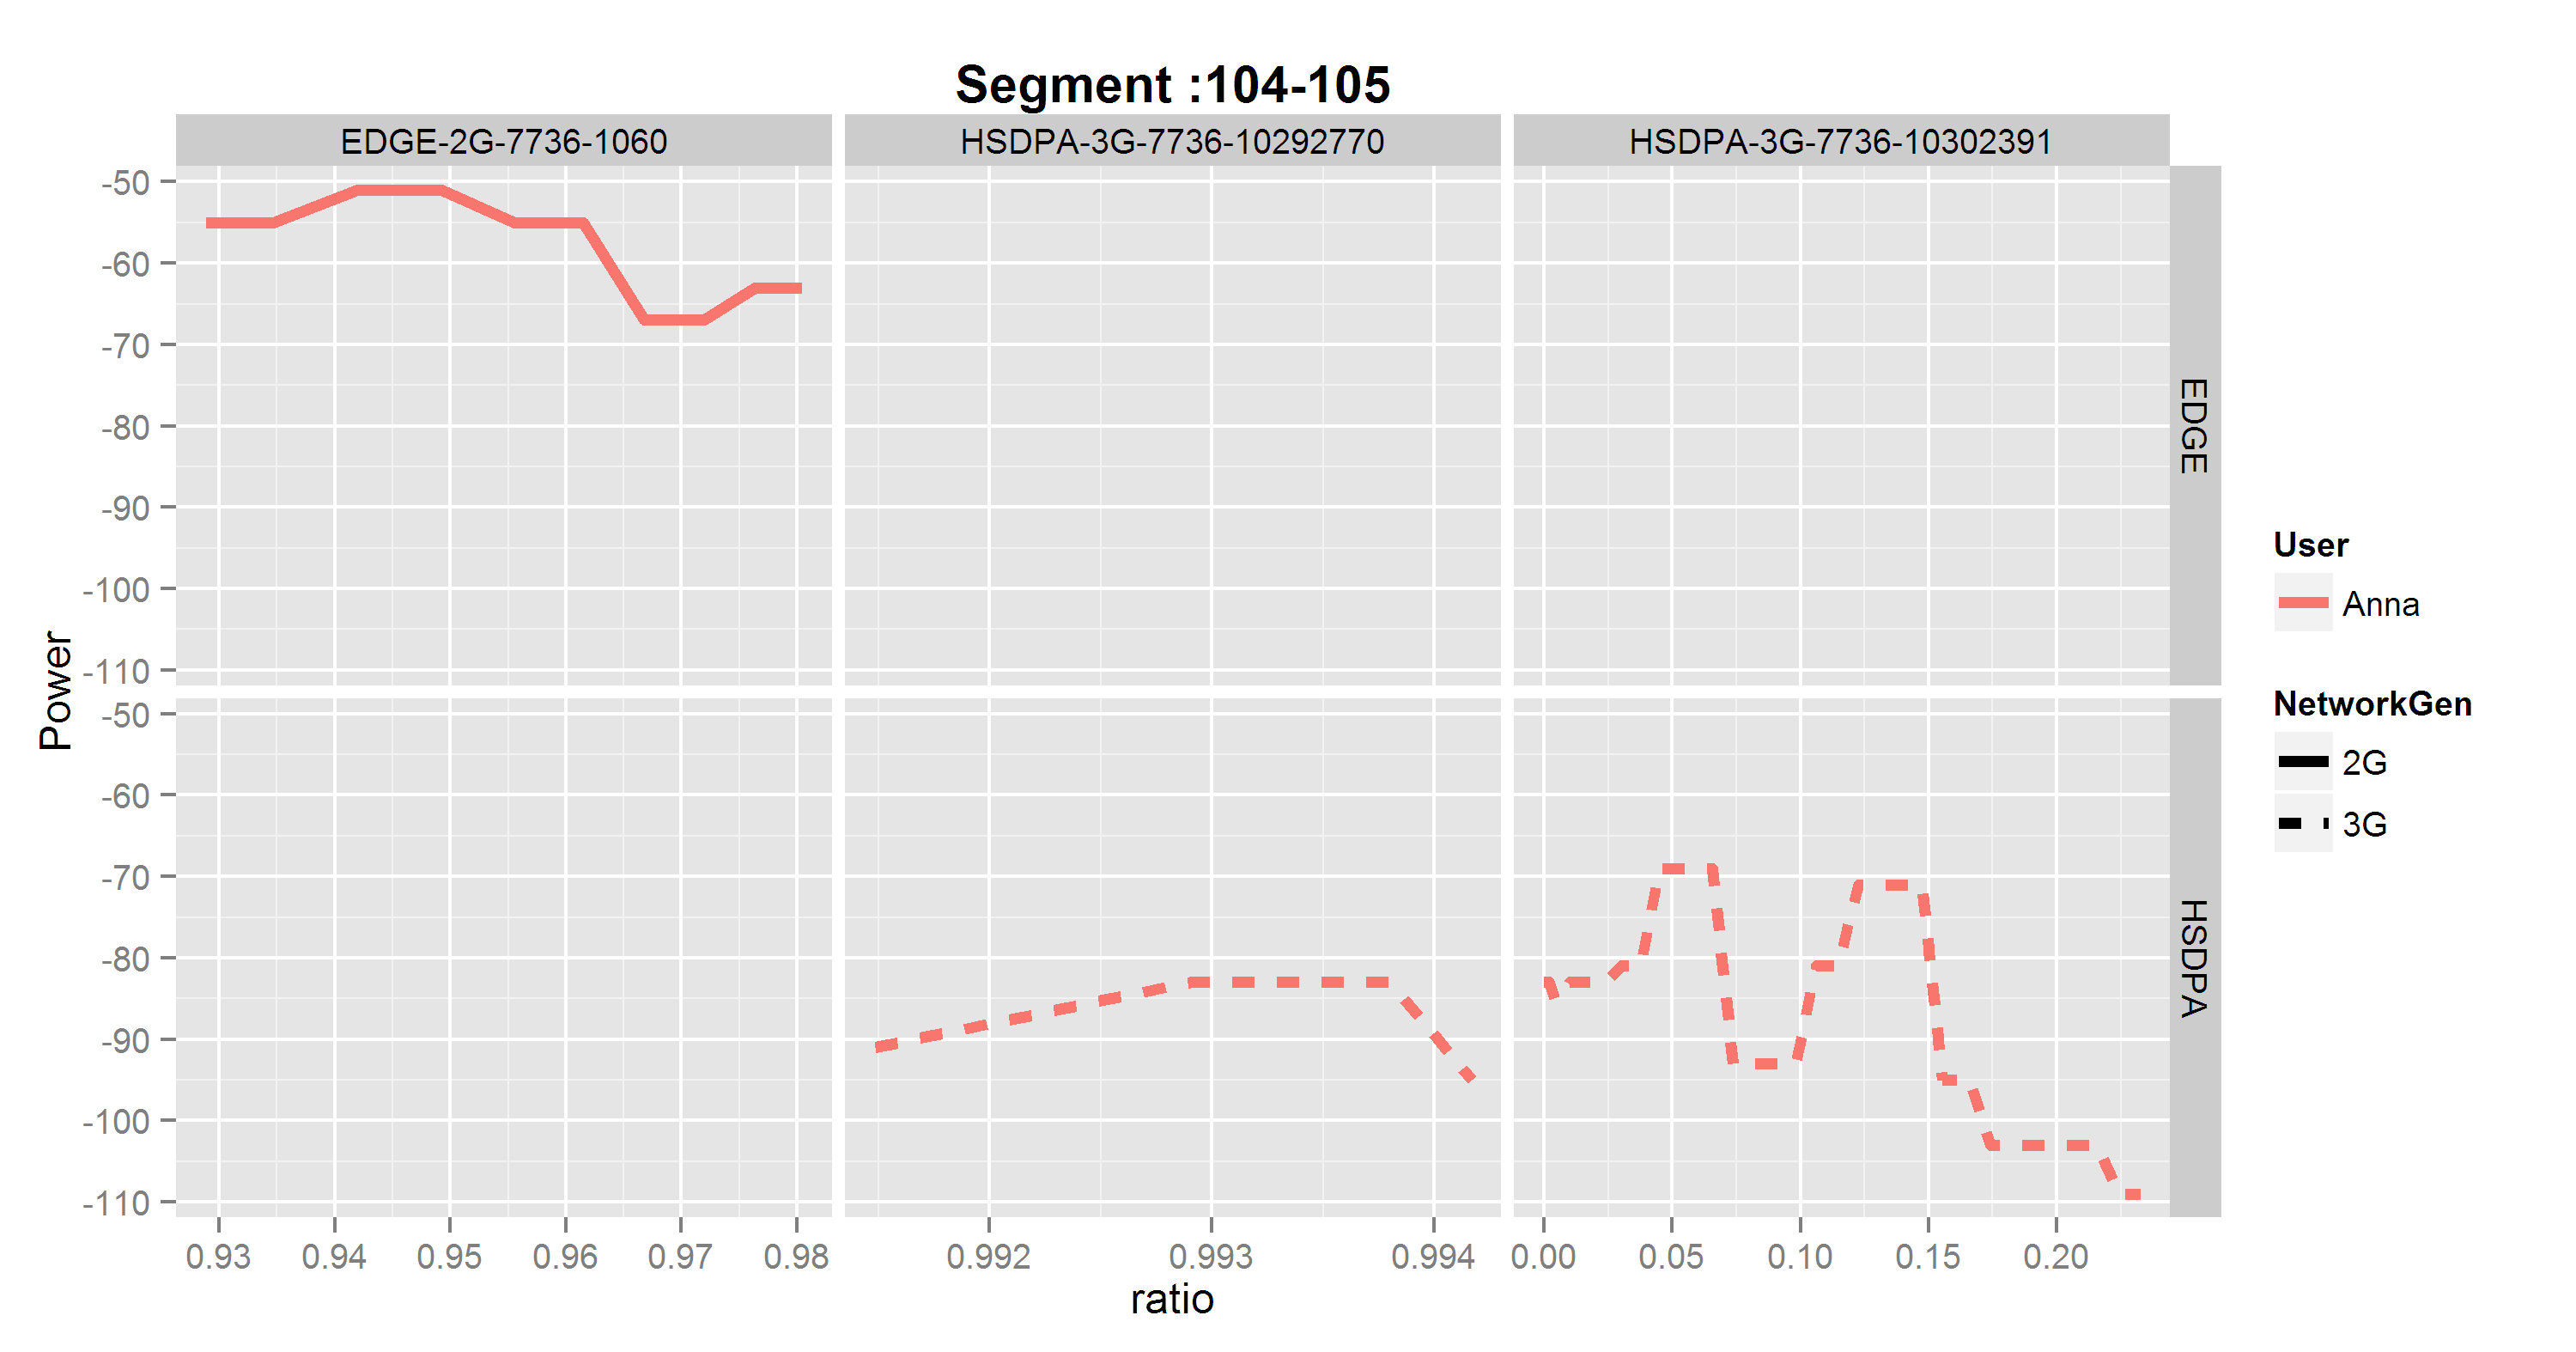 Segment :104-105
EDGE-2G-7736-1060
HSDPA-3G-7736-10292770
HSDPA-3G-7736-10302391
-50
-60
-70
-80
-90
-100
-110
EDGE
-50
-60
-70
-80
-90
-100
-110
HSDPA
Power
0.93 0.94 0.95 0.96 0.97 0.98
0.992 0.993 0.994
0.00 0.05 0.10 0.15 0.20
ratio
User
Anna
NetworkGen
2G
3G